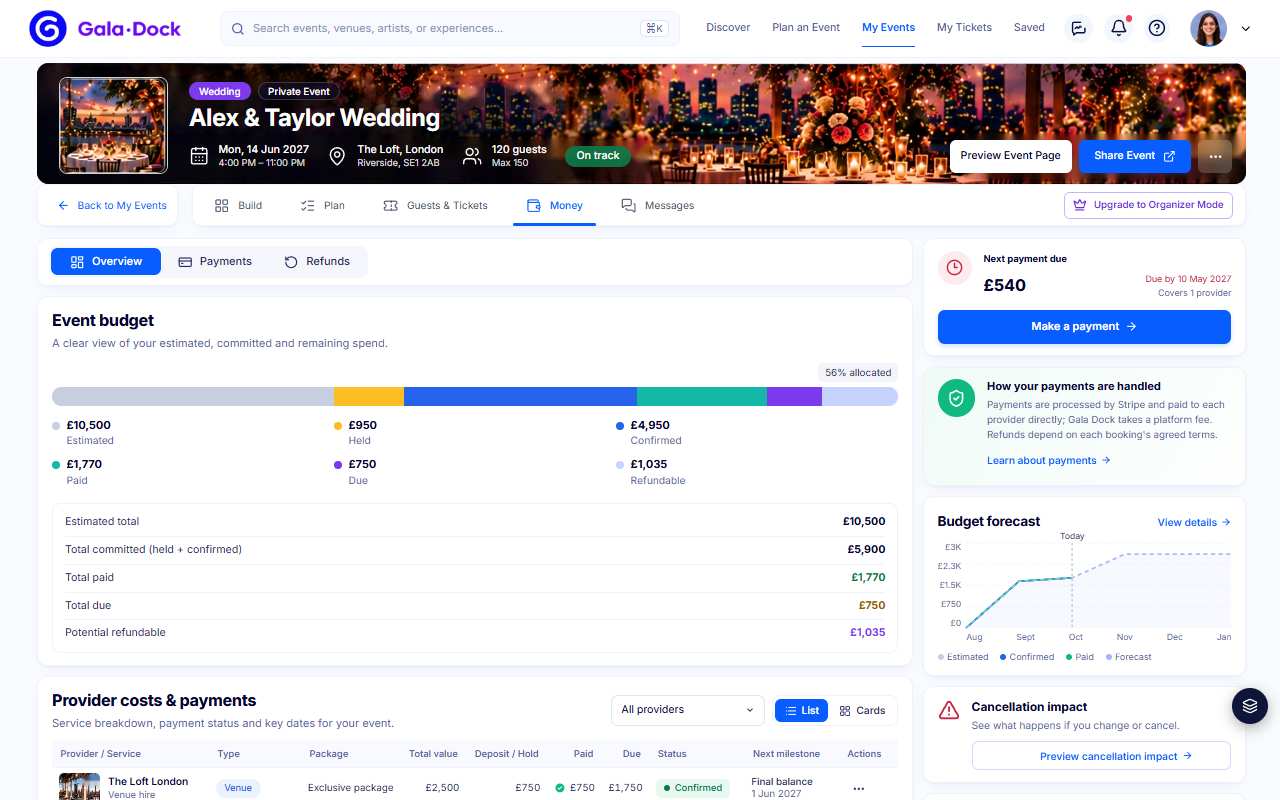 Gala·Dock
Search events, venues, artists, or experiences...
⌘K
Discover
Plan an Event
My Events
My Tickets
Saved
Wedding
Private Event
Alex & Taylor Wedding
Mon, 14 Jun 2027
4:00 PM – 11:00 PM
The Loft, London
Riverside, SE1 2AB
120 guests
Max 150
On track
Preview Event Page
Share Event
Back to My Events
Build
Plan
Guests & Tickets
Money
Messages
Upgrade to Organizer Mode
Overview
Payments
Refunds
Event budget
A clear view of your estimated, committed and remaining spend.
56% allocated
£10,500
Estimated
£950
Held
£4,950
Confirmed
£1,770
Paid
£750
Due
£1,035
Refundable
Estimated total £10,500
Total committed (held + confirmed) £5,900
Total paid £1,770
Total due £750
Potential refundable £1,035
Provider costs & payments
Service breakdown, payment status and key dates for your event.
All providers
List
Cards
Provider / Service Type Package Total value Deposit / Hold Paid Due Status Next milestone Actions
The Loft London
Venue hire
Venue
Exclusive package
£2,500
£750
£750
£1,750
Confirmed
Final balance
1 Jun 2027
Next payment due
£540
Due by 10 May 2027
Covers 1 provider
Make a payment
How your payments are handled
Payments are processed by Stripe and paid to each
provider directly; Gala Dock takes a platform fee.
Refunds depend on each booking's agreed terms.
Learn about payments
Budget forecast
View details
Today
£3K
£2.3K
£1.5K
£750
£0
Aug Sept Oct Nov Dec Jan
Estimated Confirmed Paid Forecast
Cancellation impact
See what happens if you change or cancel.
Preview cancellation impact